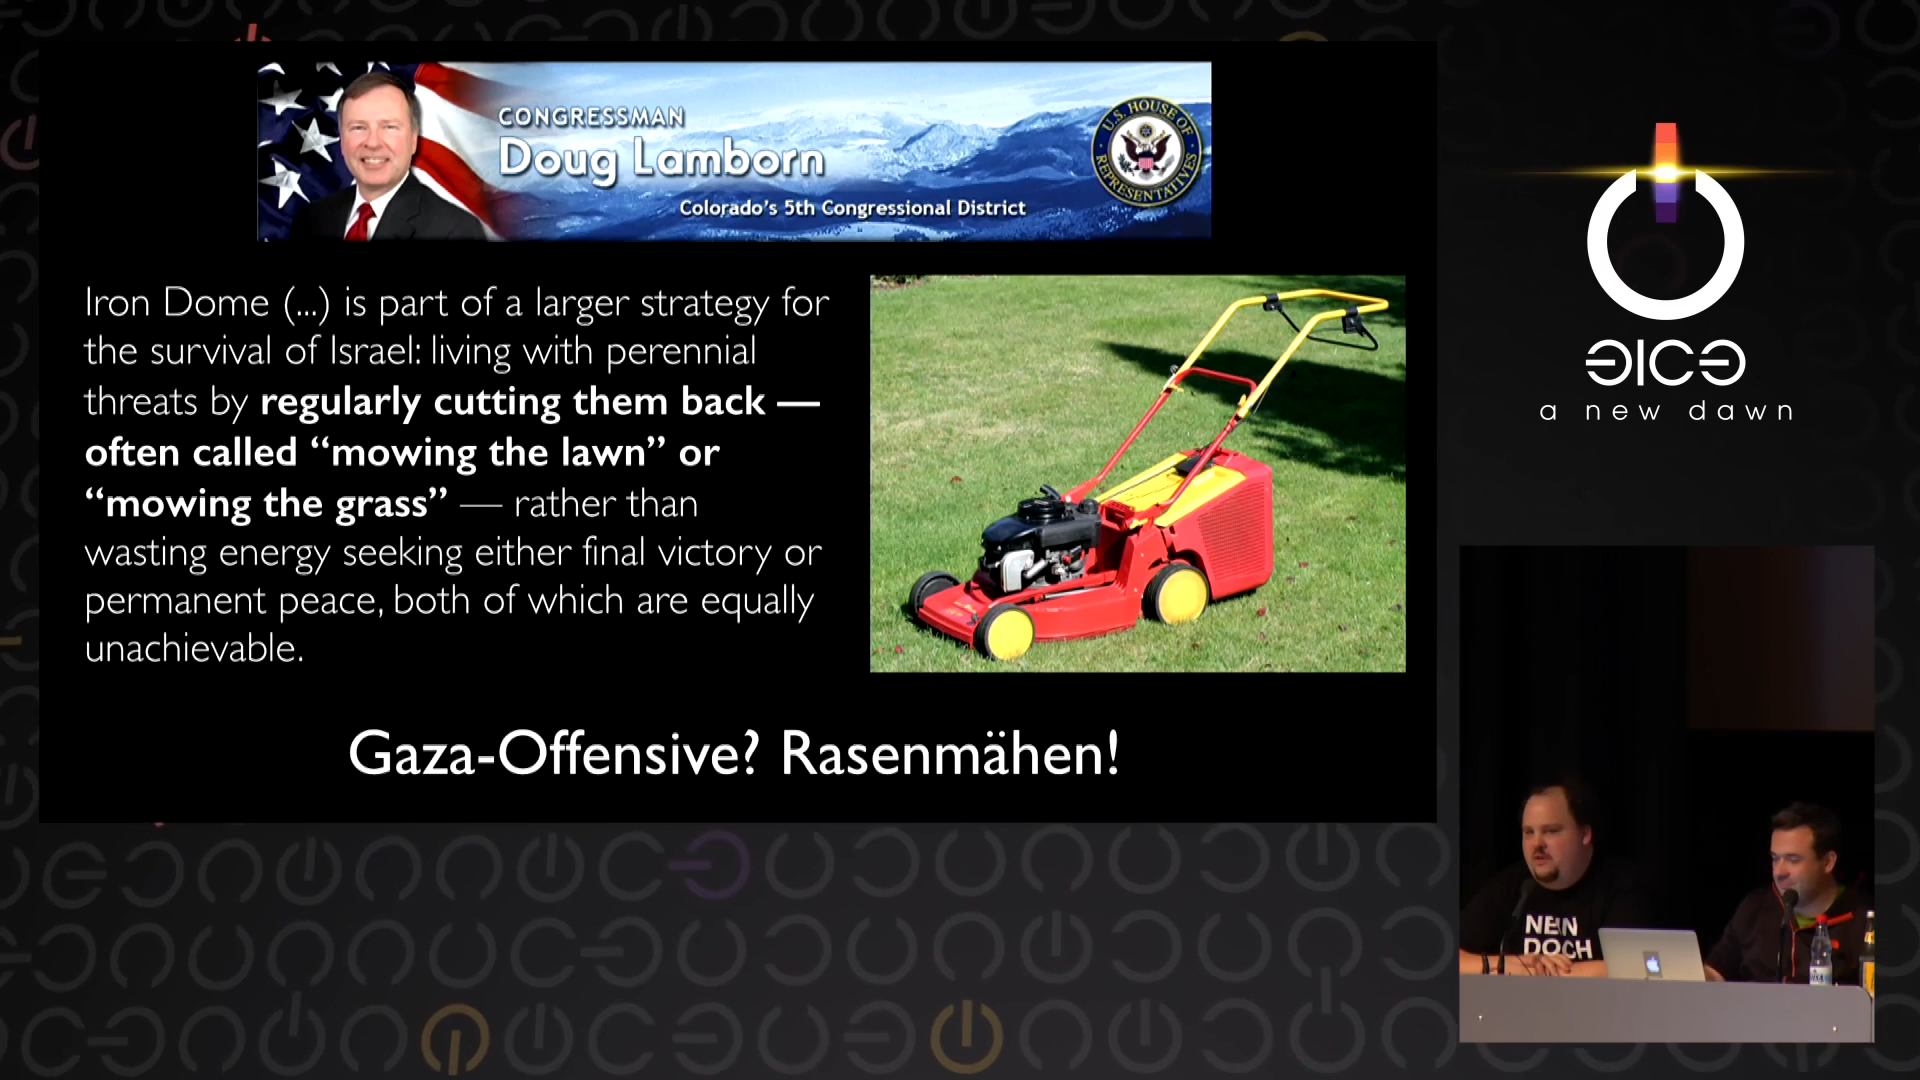 CONGRESSMAN
Doug Lamborn
Colorado's 5th Congressional District
U.S. HOUSE OF
REPRESENTATIVES
Iron Dome (...) is part of a larger strategy for
the survival of Israel: living with perennial
threats by regularly cutting them back —
often called “mowing the lawn” or
“mowing the grass” — rather than
wasting energy seeking either final victory or
permanent peace, both of which are equally
unachievable.
Gaza-Offensive? Rasenmähen!
a new dawn
NEIN
DOCH